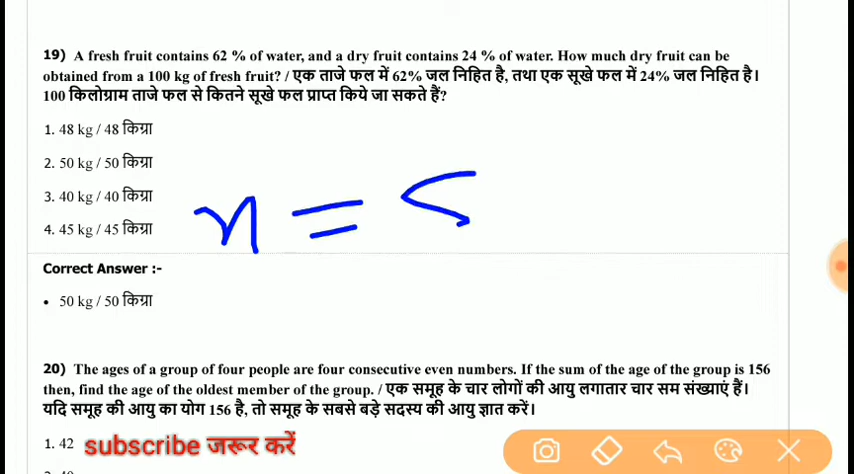 19) A fresh fruit contains 62 % of water, and a dry fruit contains 24 % of water. How much dry fruit can be
obtained from a 100 kg of fresh fruit? / एक ताजे फल में 62% जल निहित है, तथा एक सूखे फल में 24% जल निहित है।
100 किलोग्राम ताजे फल से कितने सूखे फल प्राप्त किये जा सकते हैं?
1. 48 kg / 48 किग्रा
2. 50 kg / 50 किग्रा
3. 40 kg / 40 किग्रा
4. 45 kg / 45 किग्रा
Correct Answer :-
• 50 kg / 50 किग्रा
20) The ages of a group of four people are four consecutive even numbers. If the sum of the age of the group is 156
then, find the age of the oldest member of the group. / एक समूह के चार लोगों की आयु लगातार चार सम संख्याएं हैं।
यदि समूह की आयु का योग 156 है, तो समूह के सबसे बड़े सदस्य की आयु ज्ञात करें।
1. 42
subscribe जरूर करें